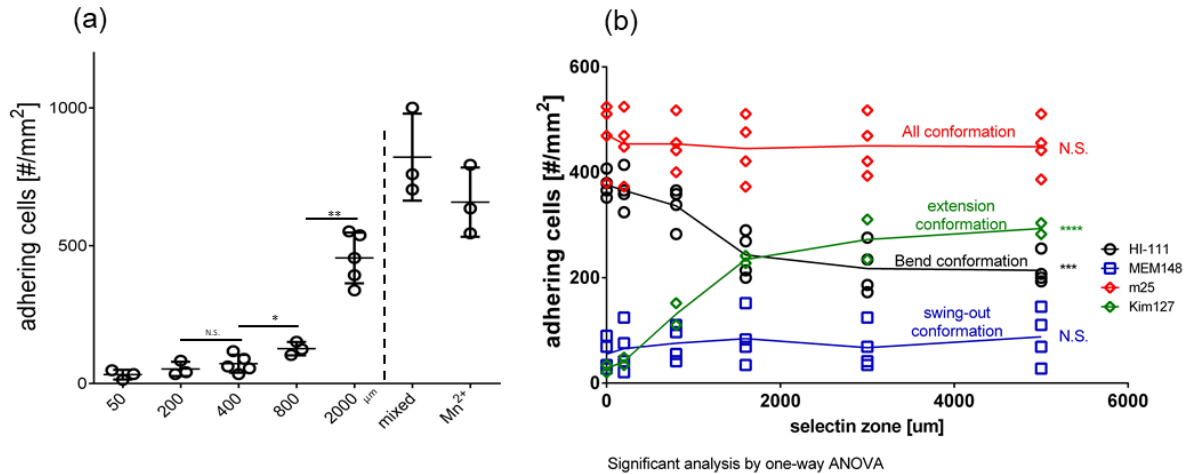 (a)
adhering cells [#/mm²]
1000
500
0
N.S.
*
**
50
200
400
800
2000 µm
mixed
Mn²⁺
(b)
adhering cells [#/mm²]
600
400
200
0
All conformation
N.S.
extension
conformation
****
Bend conformation
***
swing-out
conformation
N.S.
HI-111
MEM148
m25
Kim127
0
2000
4000
6000
selectin zone [um]
Significant analysis by one-way ANOVA